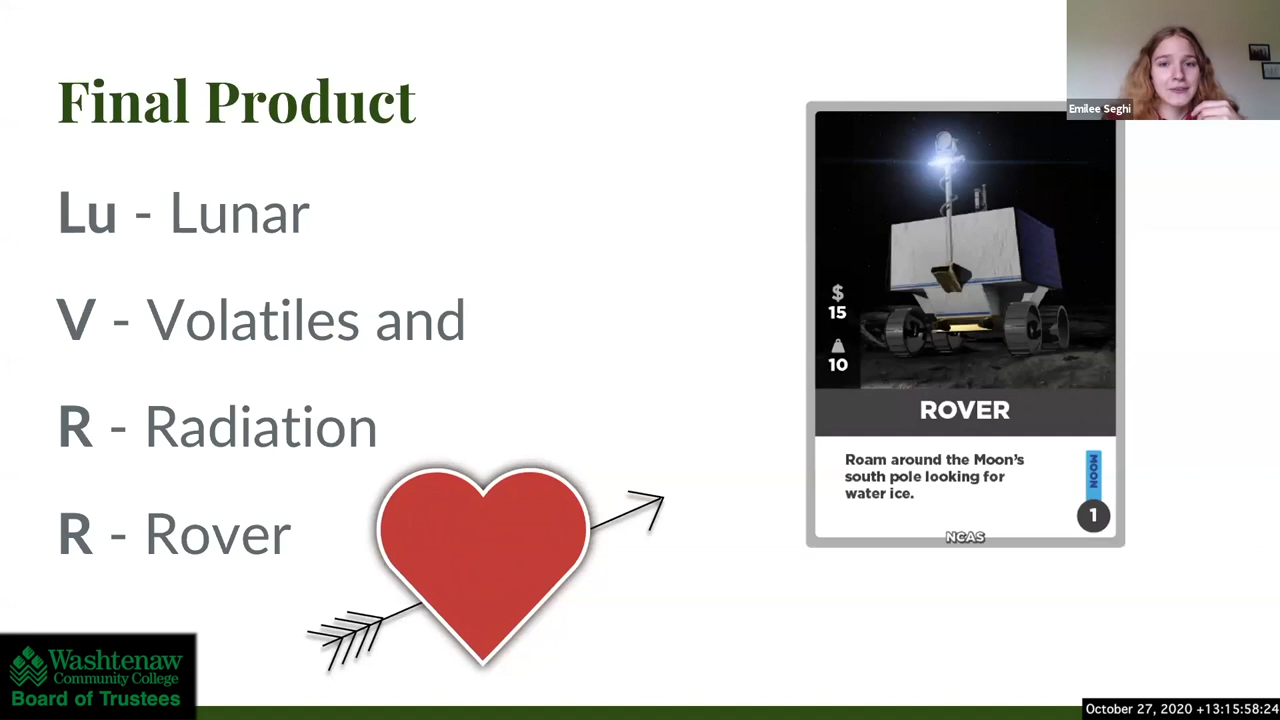 Final Product
Lu - Lunar
V - Volatiles and
R - Radiation
R - Rover
Emilee Seghi
$
15
10
ROVER
Roam around the Moon's
south pole looking for
water ice.
MOON
1
NCAS
Washtenaw
Community College
Board of Trustees
October 27, 2020 +13:15:58:24